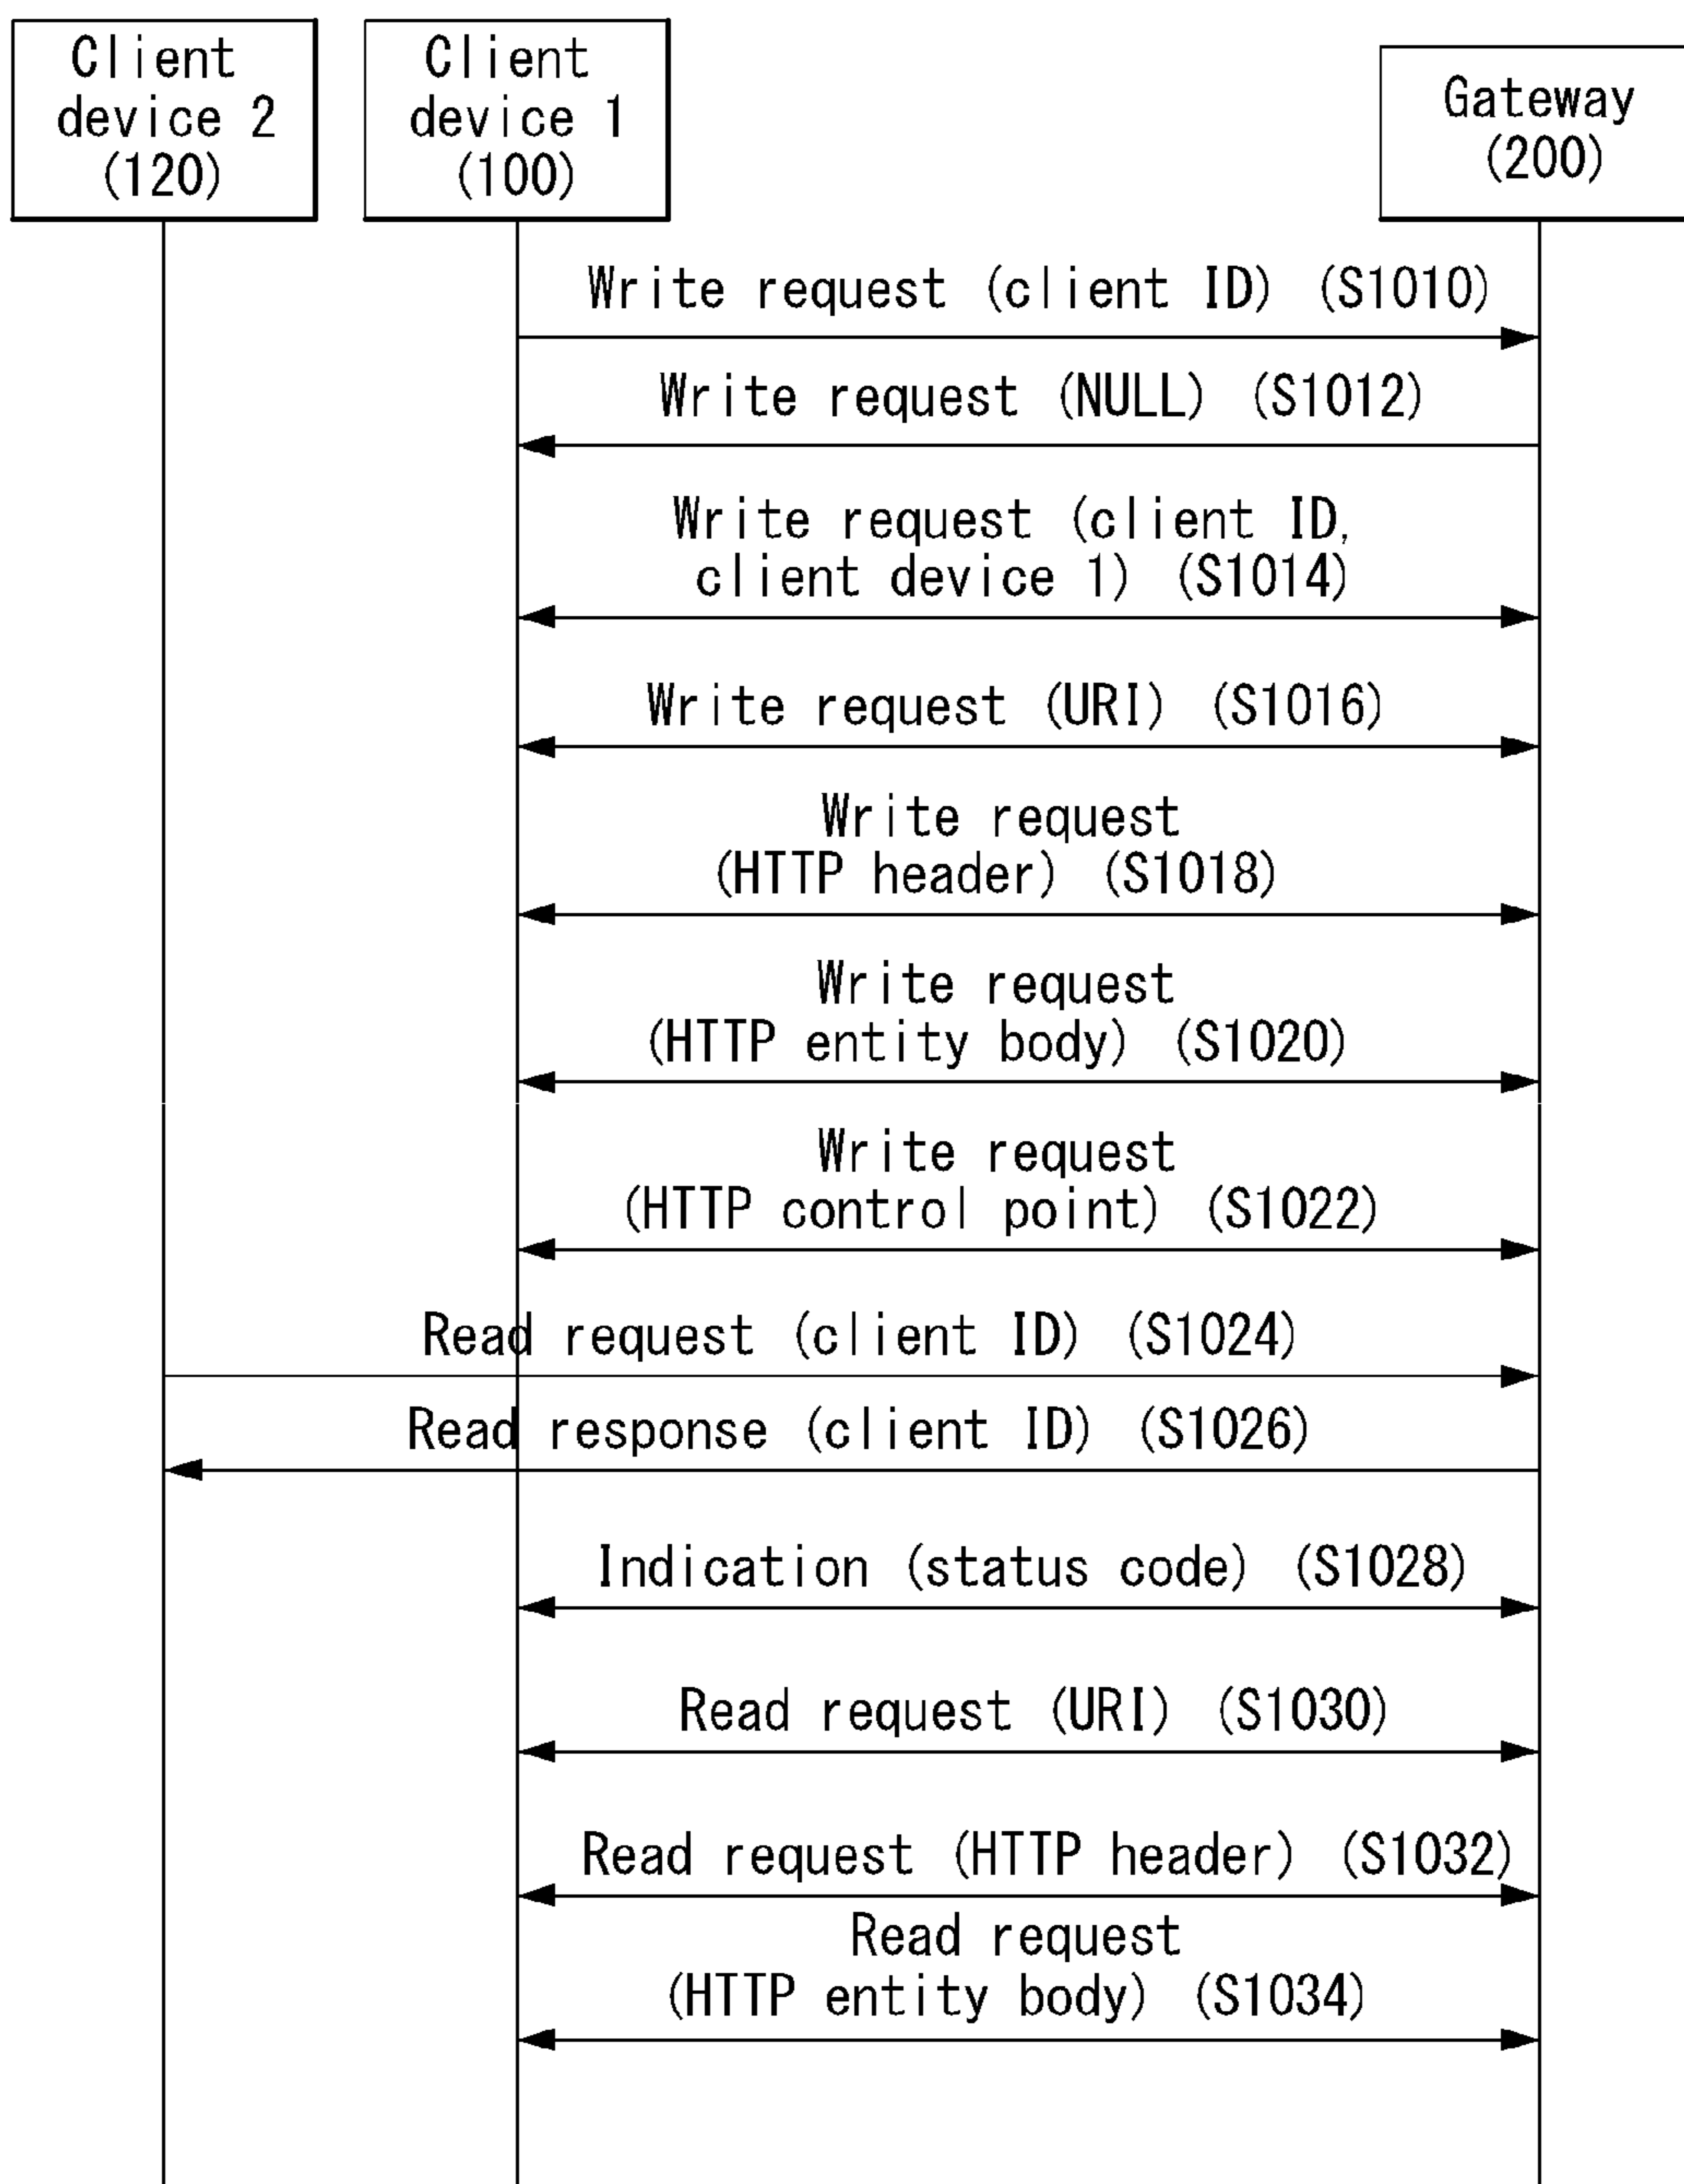 Client
device 2
(120)
Client
device 1
(100)
Gateway
(200)
Write request (client ID) (S1010)
Write request (NULL) (S1012)
Write request (client ID,
client device 1) (S1014)
Write request (URI) (S1016)
Write request
(HTTP header) (S1018)
Write request
(HTTP entity body) (S1020)
Write request
(HTTP control point) (S1022)
Read request (client ID) (S1024)
Read response (client ID) (S1026)
Indication (status code) (S1028)
Read request (URI) (S1030)
Read request (HTTP header) (S1032)
Read request
(HTTP entity body) (S1034)